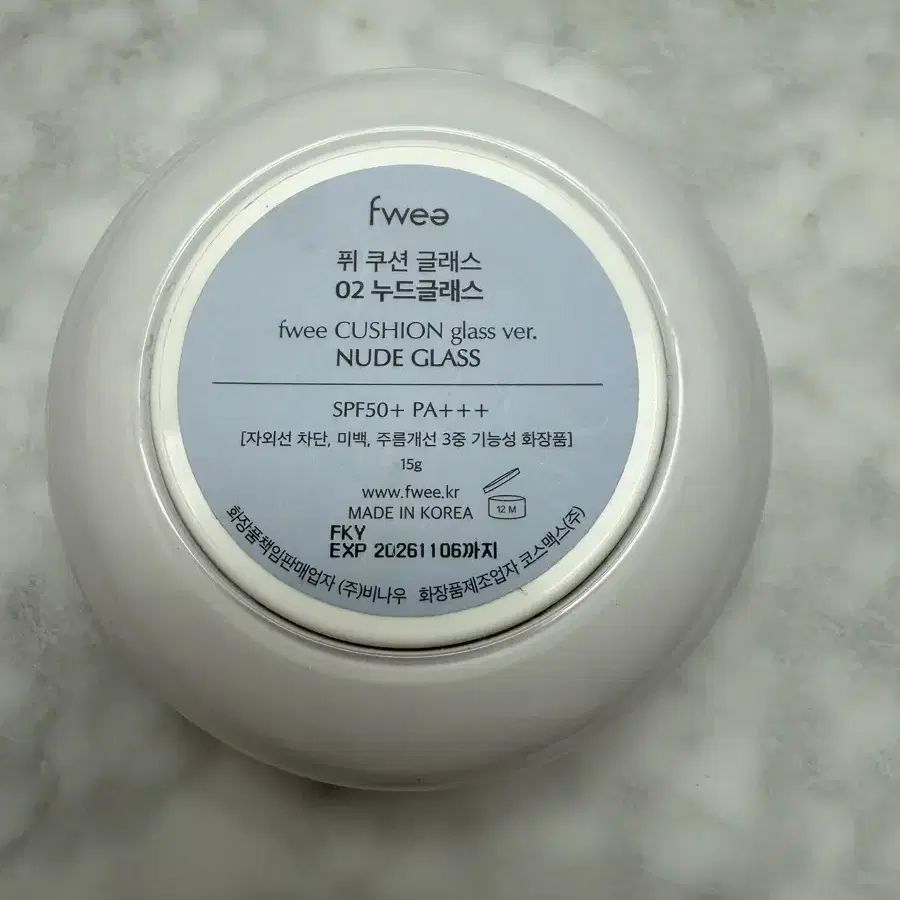 fwee
퓌 쿠션 글래스
02 누드글래스
fwee CUSHION glass ver.
NUDE GLASS
SPF50+ PA+++
[자외선 차단, 미백, 주름개선 3중 기능성 화장품]
15g
www.fwee.kr
MADE IN KOREA
12 M
FKY
EXP 20261106까지
화장품책임판매업자 (주)비나우 화장품제조업자 코스맥스(주)